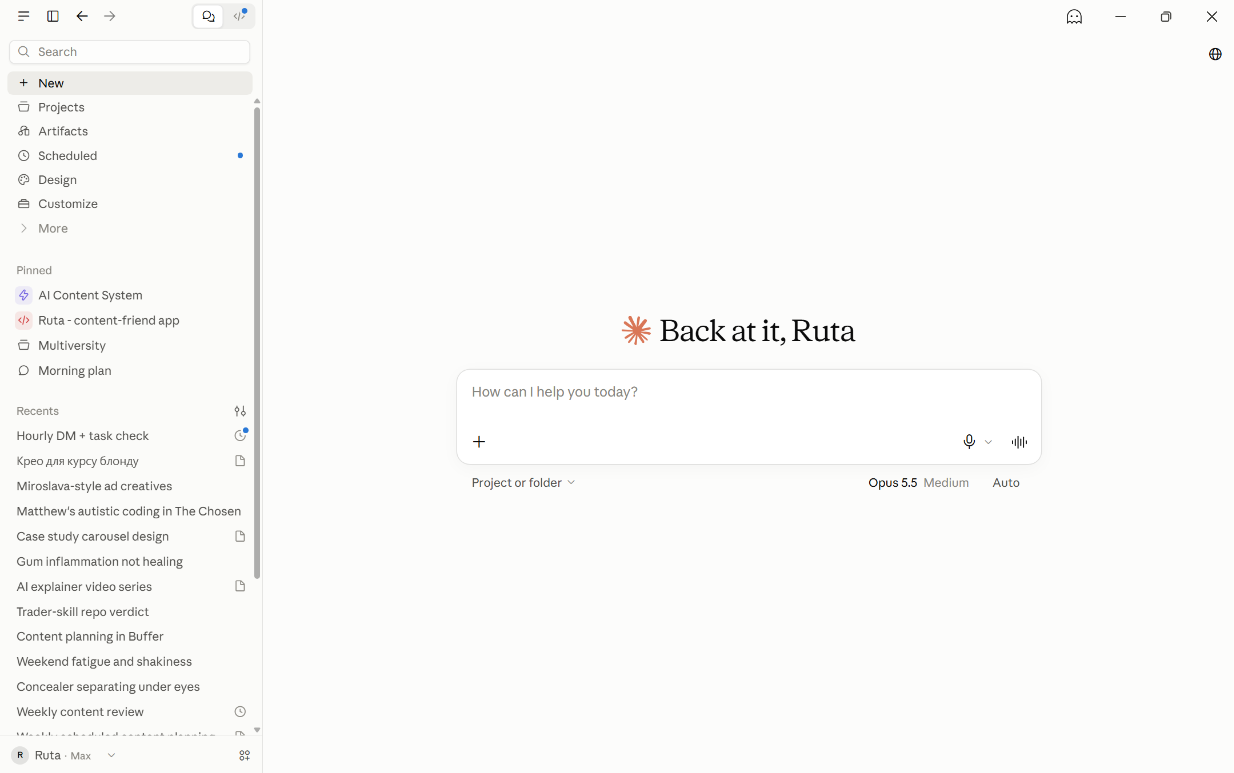 Search
New
Projects
Artifacts
Scheduled
Design
Customize
More
Pinned
AI Content System
Ruta - content-friend app
Multiversity
Morning plan
Recents
Hourly DM + task check
Крео для курсу блонду
Miroslava-style ad creatives
Matthew's autistic coding in The Chosen
Case study carousel design
Gum inflammation not healing
AI explainer video series
Trader-skill repo verdict
Content planning in Buffer
Weekend fatigue and shakiness
Concealer separating under eyes
Weekly content review
R Ruta · Max
Back at it, Ruta
How can I help you today?
Project or folder
Opus 5.5 Medium Auto